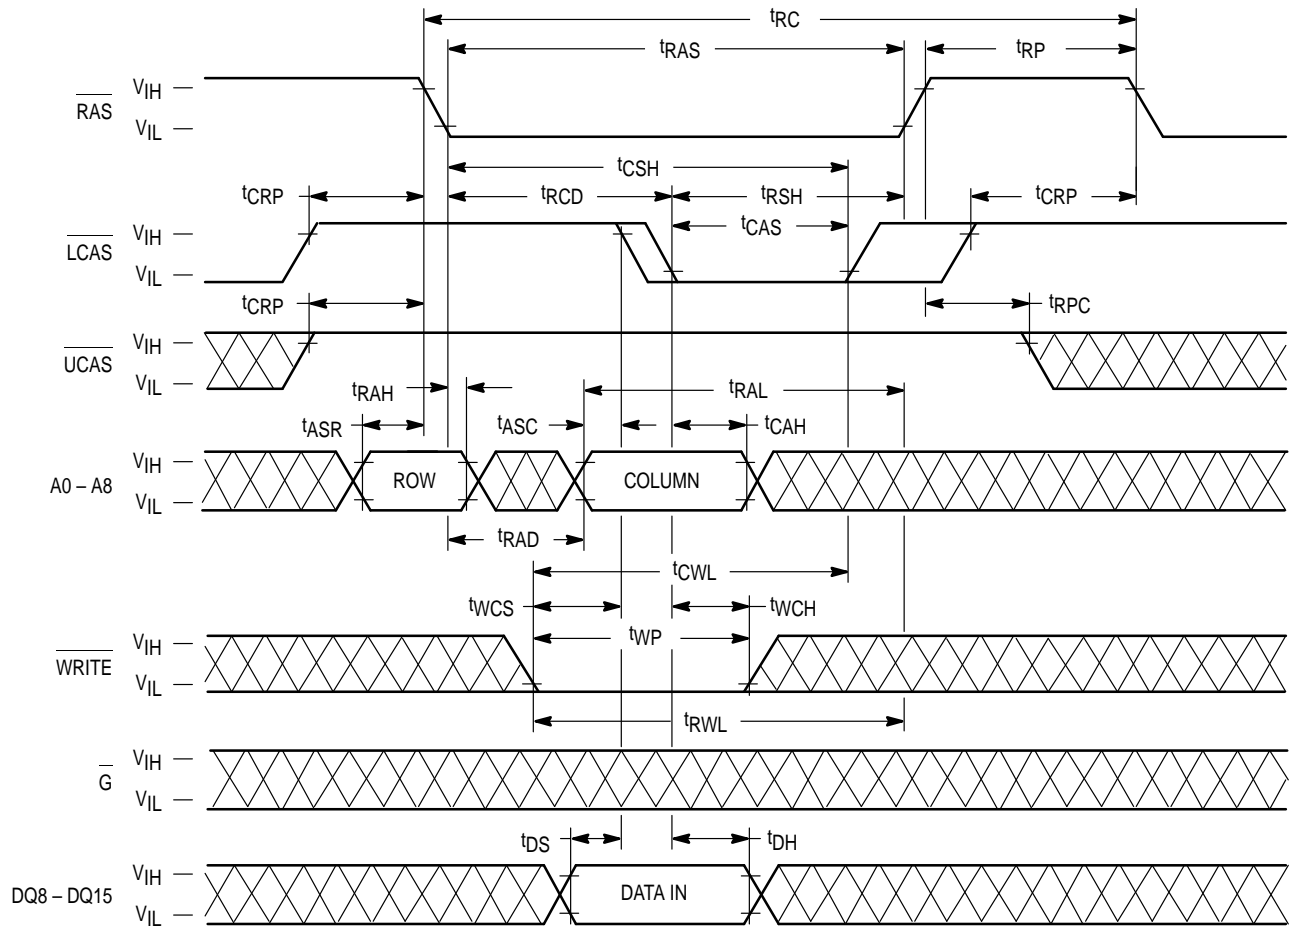 tRC
tRAS
tRP
RAS
VIH
VIL
tCSH
tCRP
tRCD
tRSH
tCRP
tCAS
LCAS
VIH
VIL
tCRP
tRPC
UCAS
VIH
VIL
tRAH
tRAL
tASR
tASC
tCAH
A0 – A8
VIH
VIL
ROW
COLUMN
tRAD
tCWL
tWCS
tWCH
tWP
WRITE
VIH
VIL
tRWL
G
VIH
VIL
tDS
tDH
DQ8 – DQ15
VIH
VIL
DATA IN